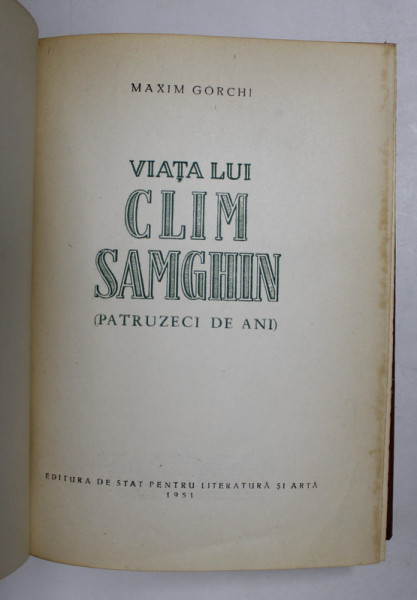 MAXIM GORCHI
VIAȚA LUI
CLIM
SAMGHIN
(PATRUZECI DE ANI)
EDITURA DE STAT PENTRU LITERATURĂ ȘI ARTĂ
1951